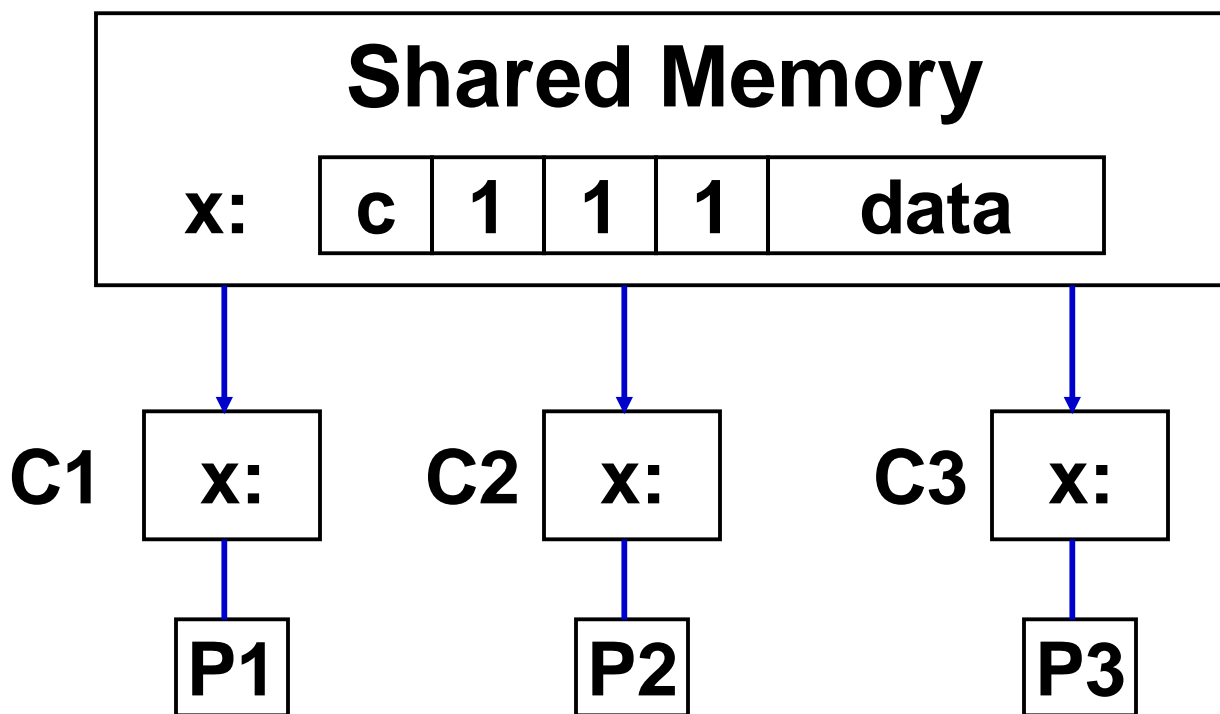 Shared Memory
x: c 1 1 1 data
C1 x: C2 x: C3 x:
P1 P2 P3